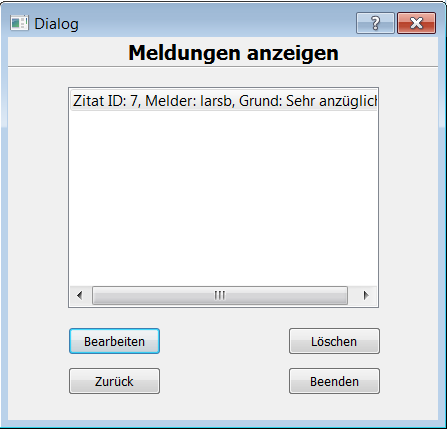 Dialog
Meldungen anzeigen
Zitat ID: 7, Melder: larsb, Grund: Sehr anzüglich
Bearbeiten
Löschen
Zurück
Beenden